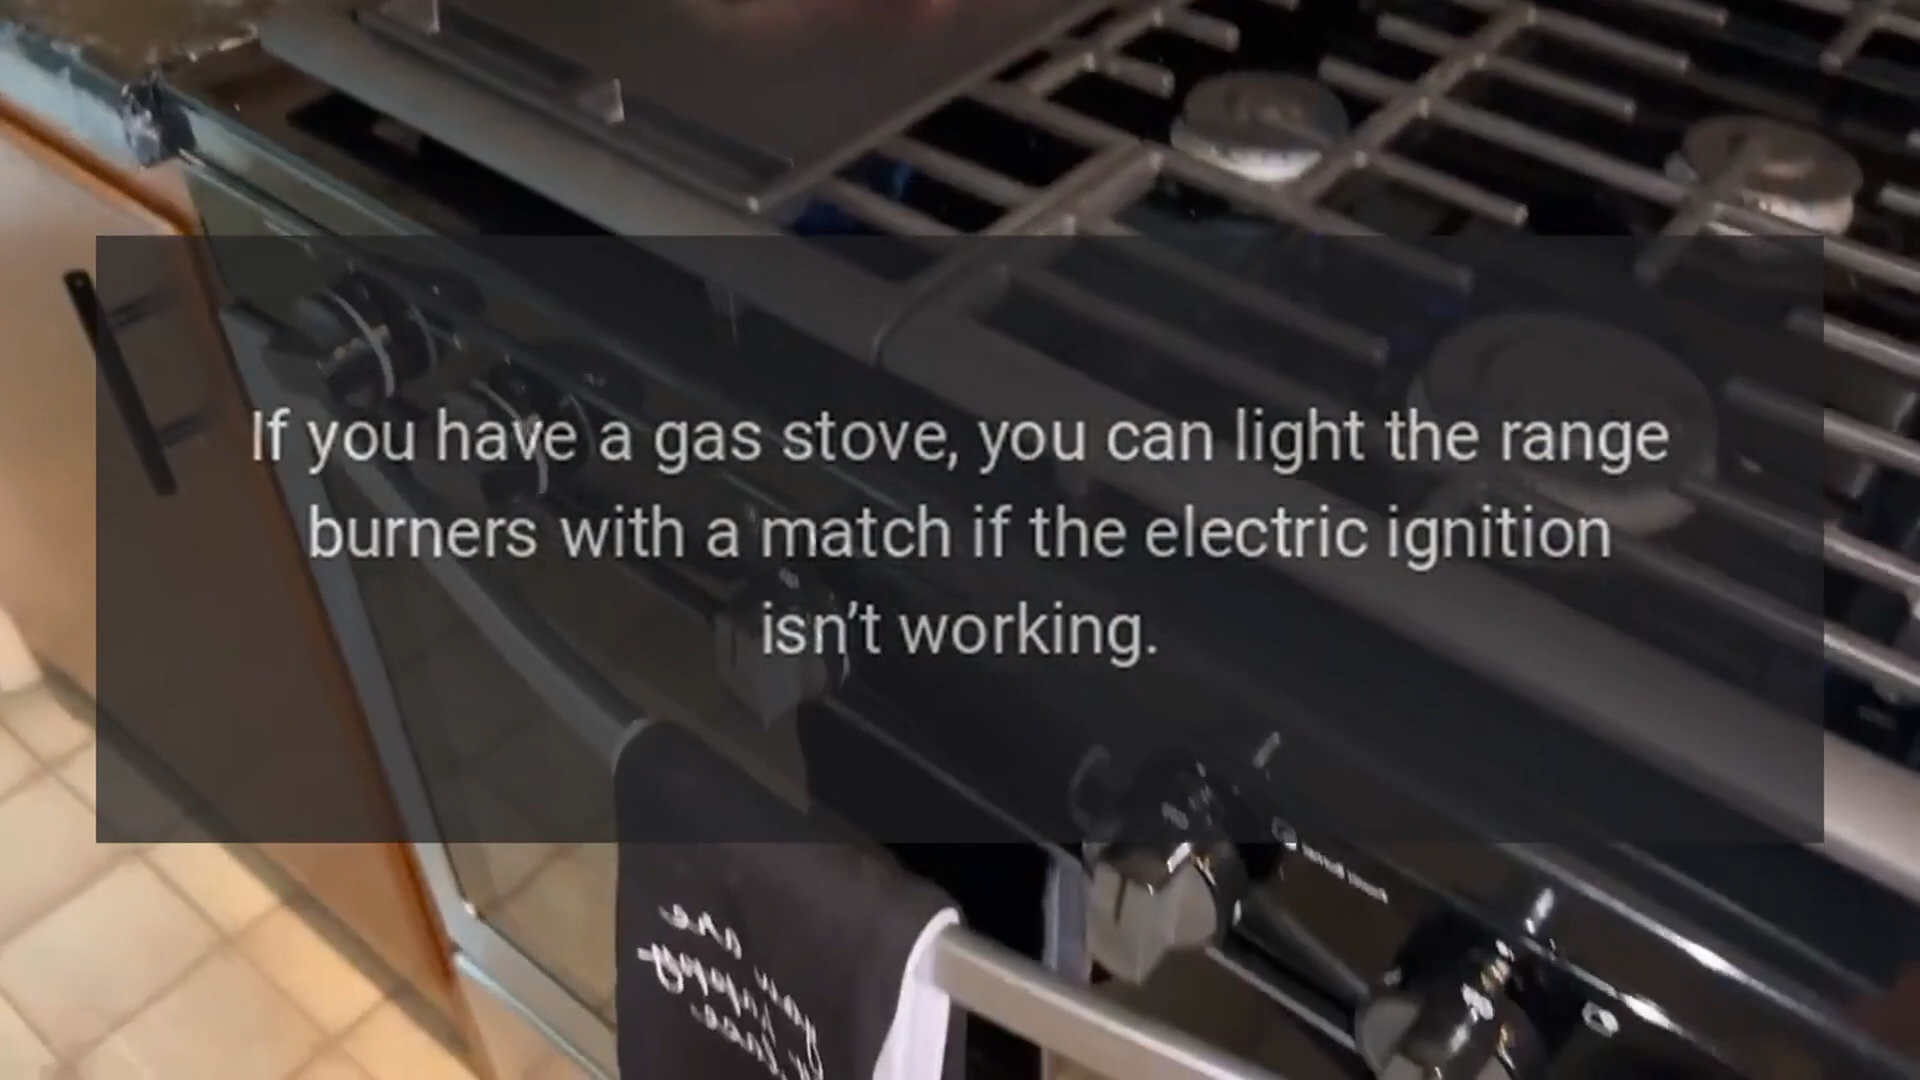 If you have a gas stove, you can light the range
burners with a match if the electric ignition
isn’t working.